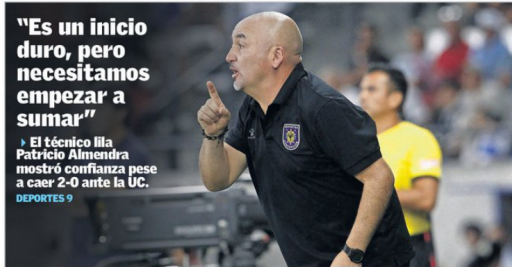 "Es un inicio
duro, pero
necesitamos
empezar a
sumar"
El técnico lila
Patricio Almendra
mostró confianza pese
a caer 2-0 ante la UC.
DEPORTES 9